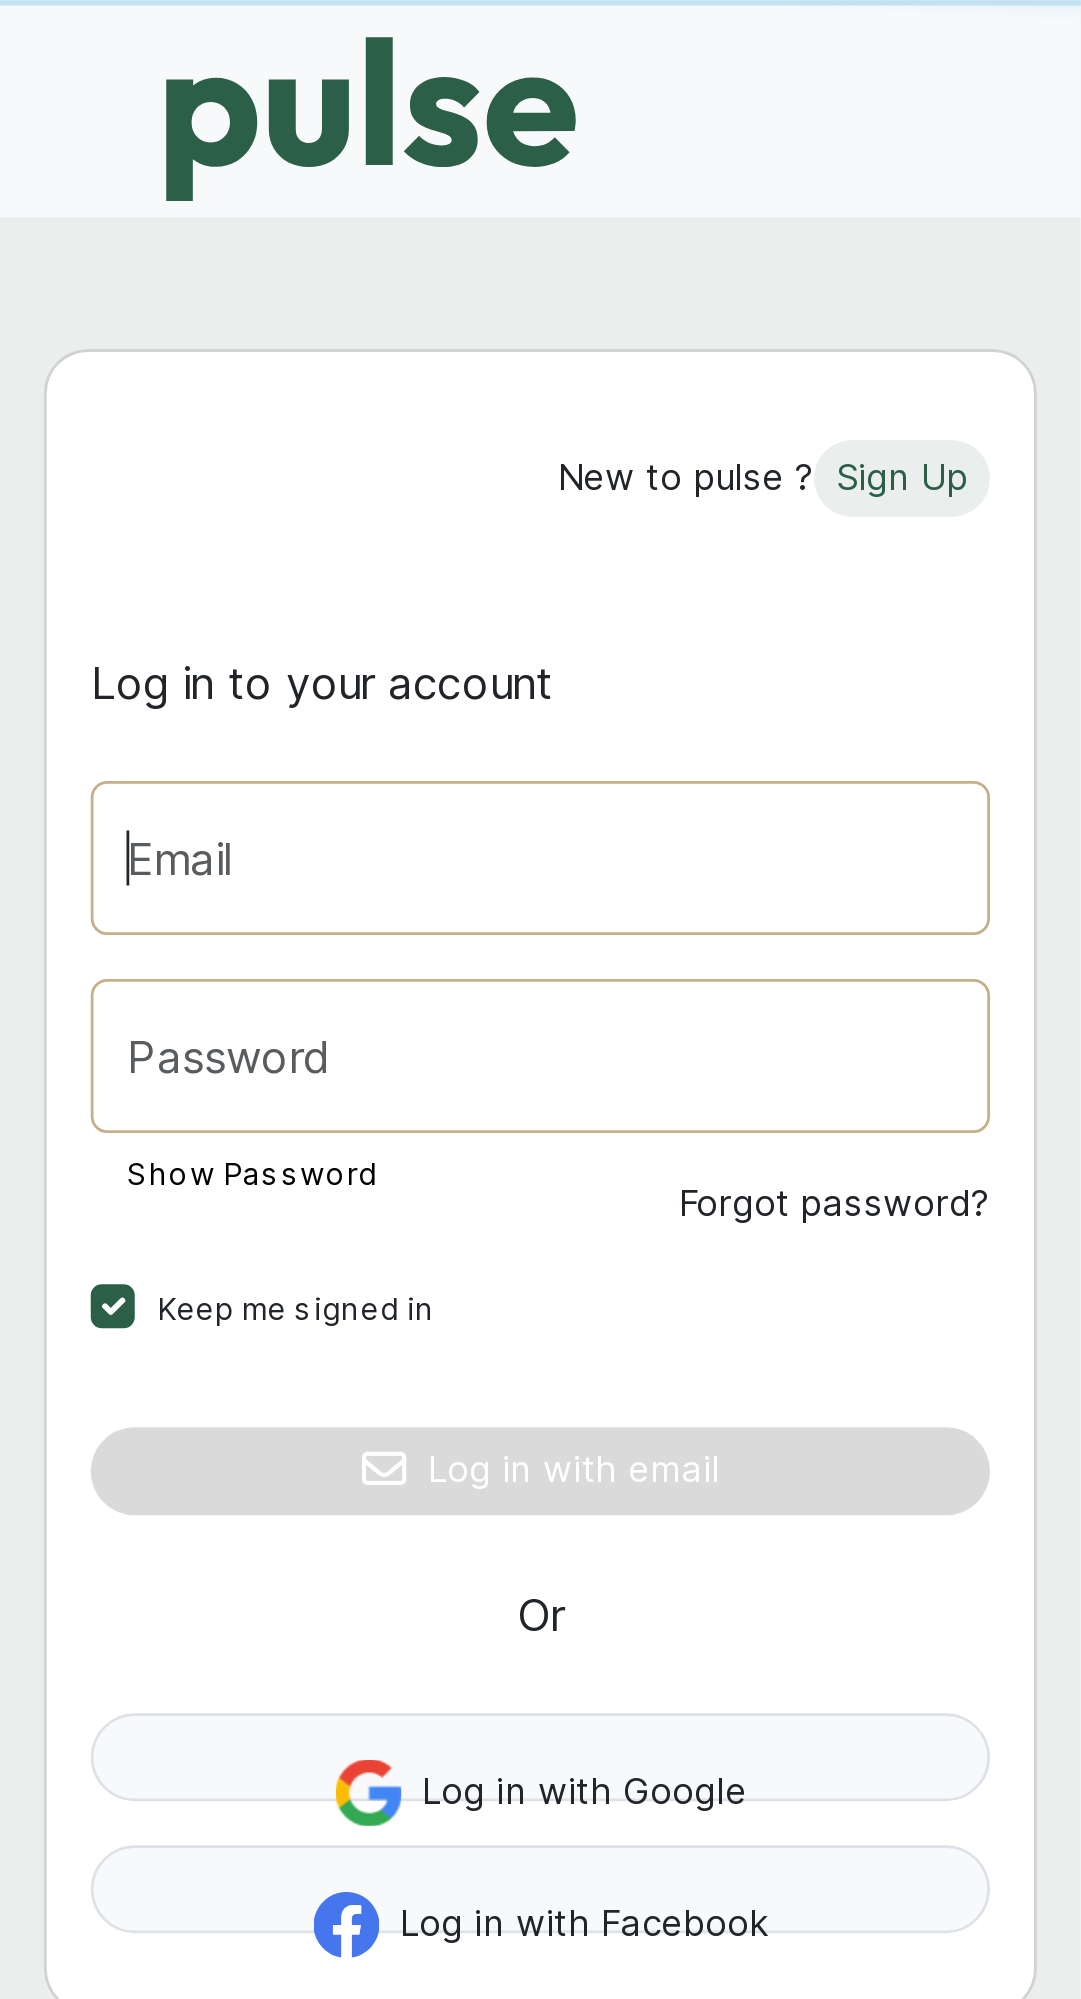 pulse
New to pulse ? Sign Up
Log in to your account
Email
Password
Show Password
Forgot password?
Keep me signed in
Log in with email
Or
Log in with Google
Log in with Facebook